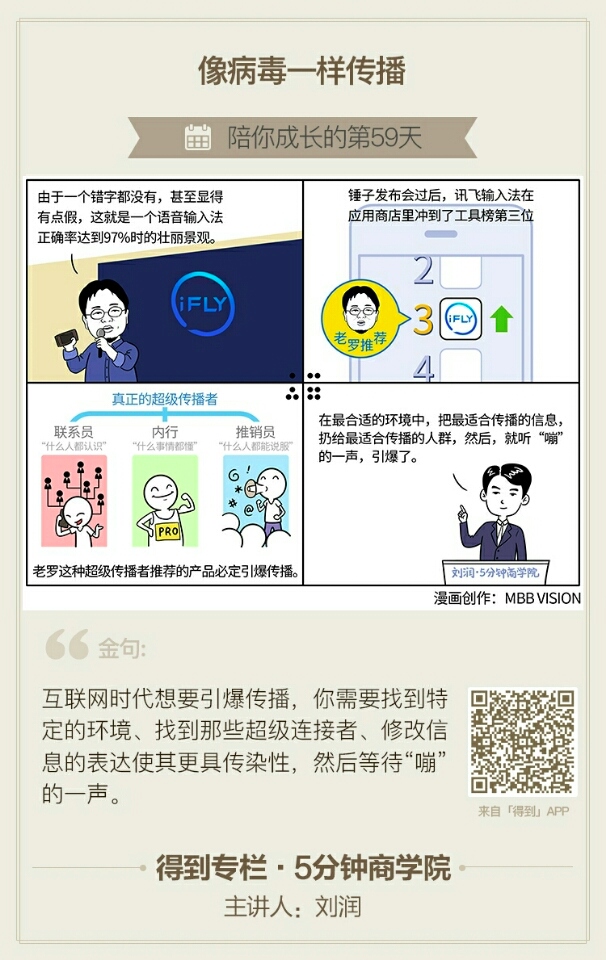 像病毒一样传播
陪你成长的第59天
由于一个错字都没有，甚至显得
有点假，这就是一个语音输入法
正确率达到97%时的壮丽景观。
iFLY
锤子发布会过后，讯飞输入法在
应用商店里冲到了工具榜第三位
2
3
iFLY
4
老罗推荐
真正的超级传播者
联系员
内行
推销员
“什么人都认识”
“什么事情都懂”
“什么人都能说服”
PRO
老罗这种超级传播者推荐的产品必定引爆传播。
在最合适的环境中，把最适合传播的信息，
扔给最适合传播的人群，然后，就听“嘣”
的一声，引爆了。
刘润·5分钟商学院
漫画创作：MBB VISION
金句:
互联网时代想要引爆传播，你需要找到特
定的环境、找到那些超级连接者、修改信
息的表达使其更具传染性，然后等待“嘣”
的一声。
来自「得到」APP
得到专栏·5分钟商学院
主讲人：刘润